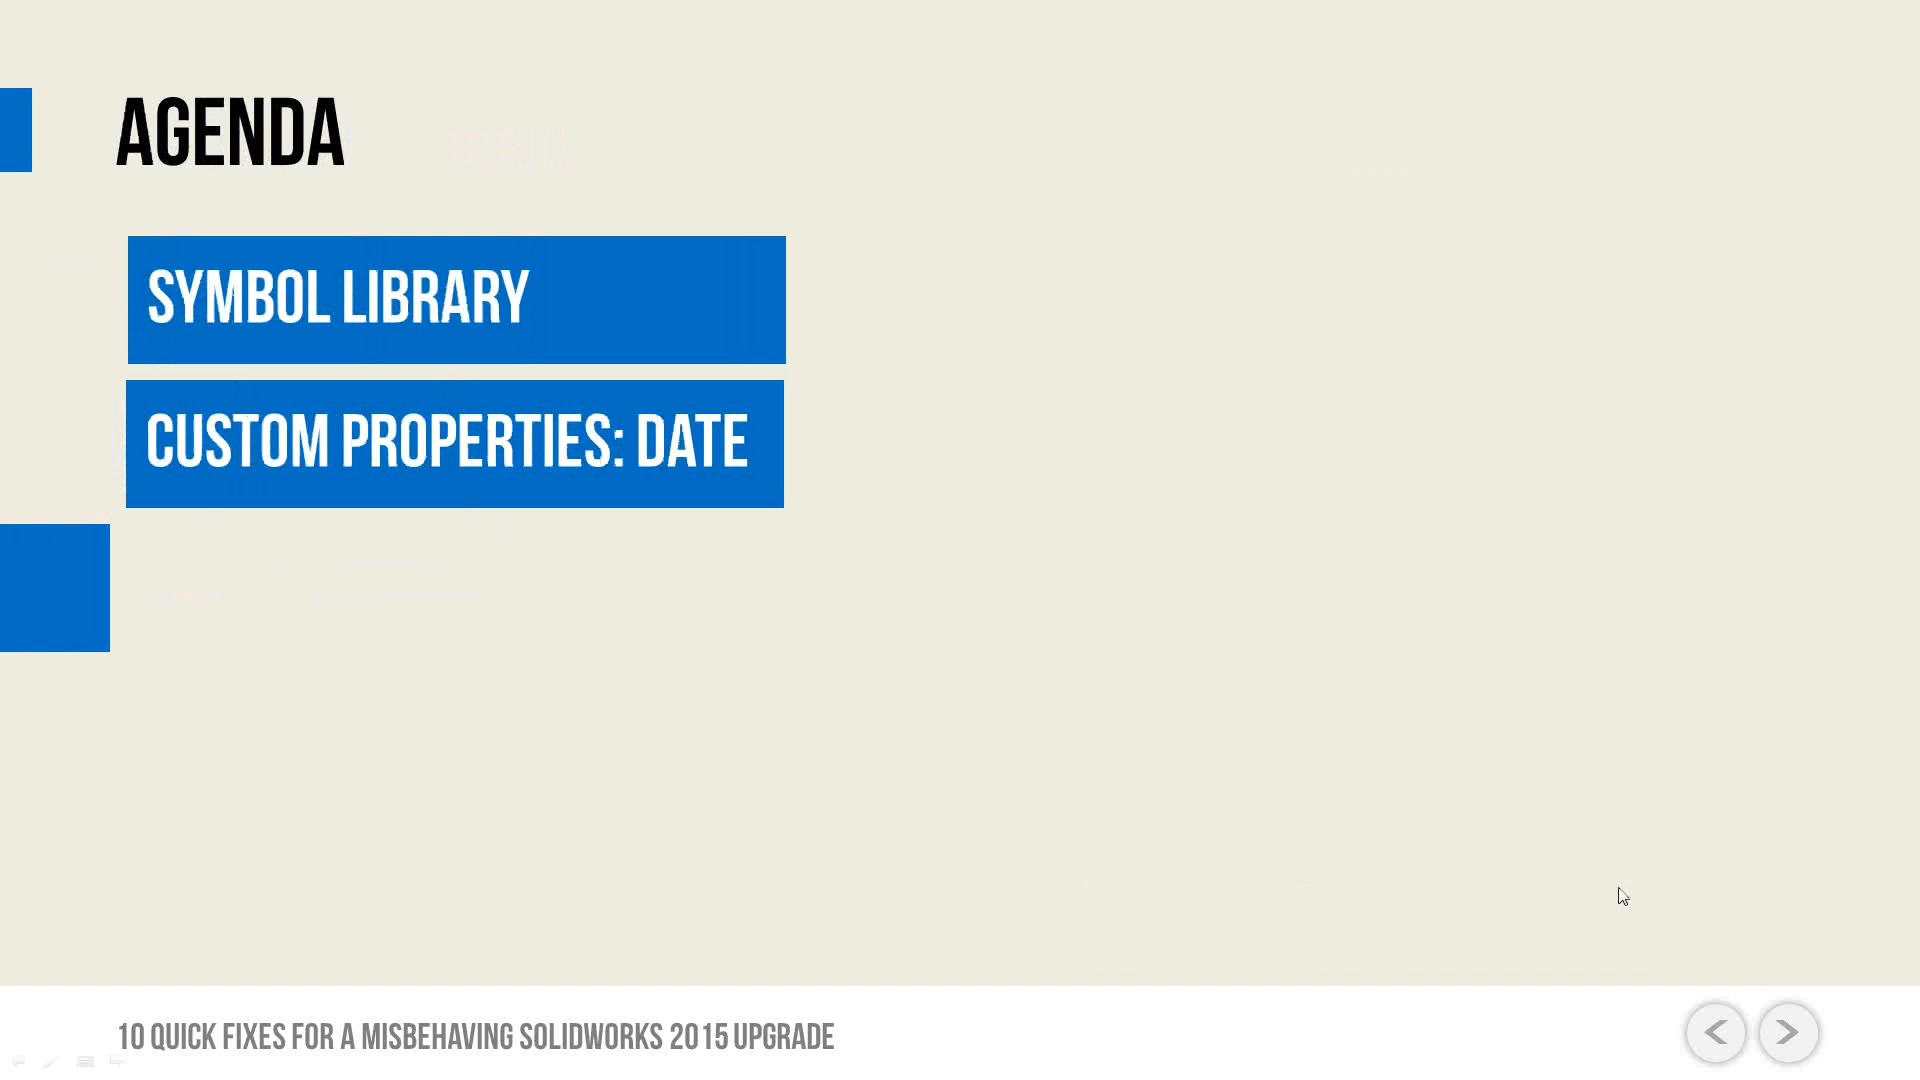 AGENDA
SYMBOL LIBRARY
CUSTOM PROPERTIES: DATE
10 QUICK FIXES FOR A MISBEHAVING SOLIDWORKS 2015 UPGRADE